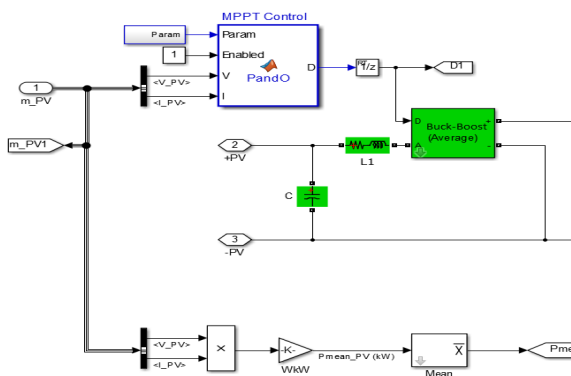 MPPT Control
Param
Param
1
Enabled
<V_PV>
V
D
1/z
D1
<I_PV>
I
PandO
1
m_PV
m_PV1
2
+PV
L1
D
Buck-Boost
(Average)
+
-
A
C
3
-PV
<V_PV>
<I_PV>
X
-K-
WkW
Pmean_PV (kW)
X
Mean
Pme